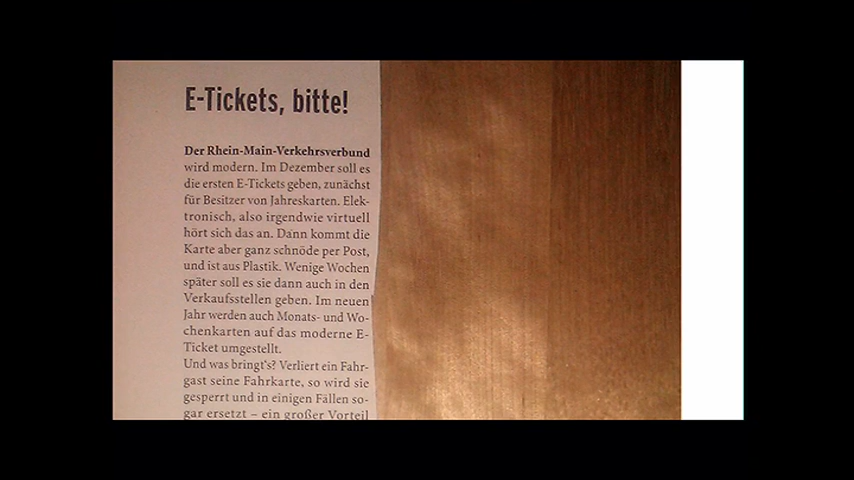 E-Tickets, bitte!
Der Rhein-Main-Verkehrsverbund
wird modern. Im Dezember soll es
die ersten E-Tickets geben, zunächst
für Besitzer von Jahreskarten. Elek-
tronisch, also irgendwie virtuell
hört sich das an. Dann kommt die
Karte aber ganz schnöde per Post,
und ist aus Plastik. Wenige Wochen
später soll es sie dann auch in den
Verkaufsstellen geben. Im neuen
Jahr werden auch Monats- und Wo-
chenkarten auf das moderne E-
Ticket umgestellt.
Und was bringt's? Verliert ein Fahr-
gast seine Fahrkarte, so wird sie
gesperrt und in einigen Fällen so-
gar ersetzt – ein großer Vorteil